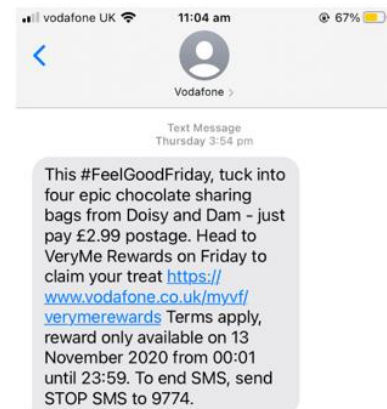 vodafone UK 11:04 am 67%
Vodafone >
Text Message
Thursday 3:54 pm
This #FeelGoodFriday, tuck into
four epic chocolate sharing
bags from Doisy and Dam - just
pay £2.99 postage. Head to
VeryMe Rewards on Friday to
claim your treat https://
www.vodafone.co.uk/myvf/
verymerewards Terms apply,
reward only available on 13
November 2020 from 00:01
until 23:59. To end SMS, send
STOP SMS to 9774.